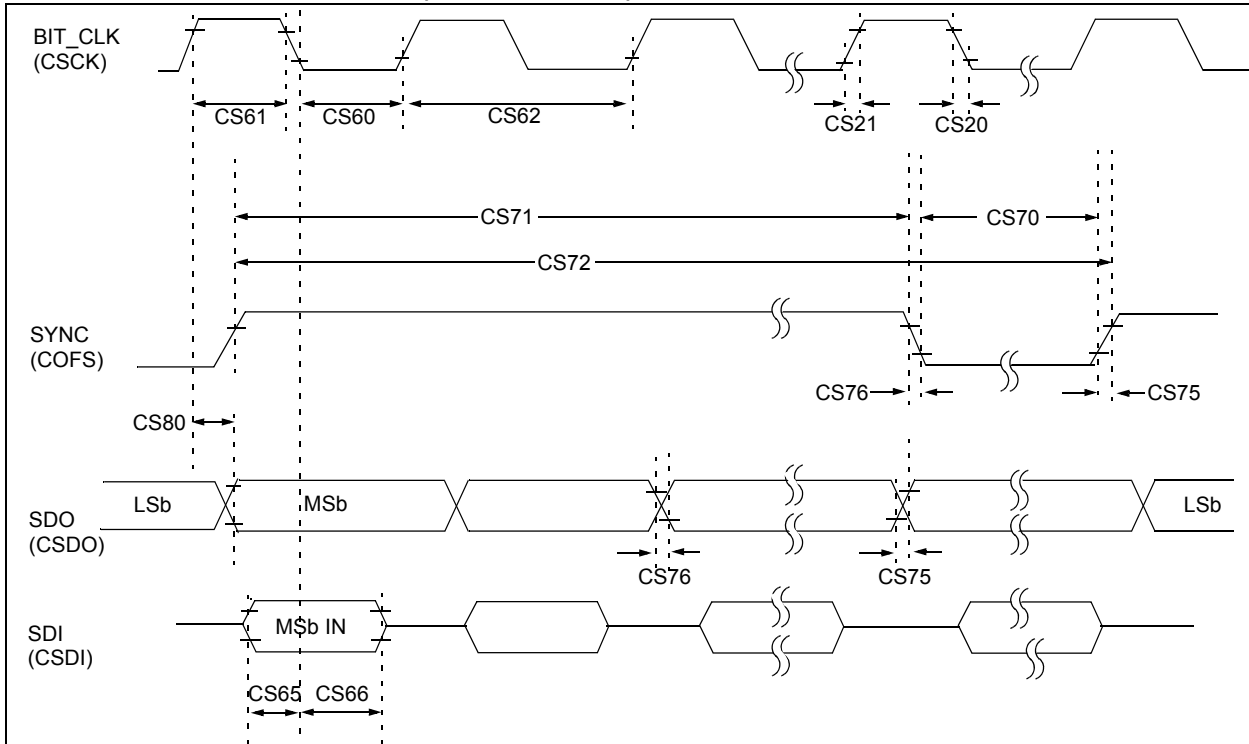 BIT_CLK
(CSCK)
CS61
CS60
CS62
CS21
CS20
CS71
CS70
CS72
SYNC
(COFS)
CS76
CS75
CS80
LSb
MSb
LSb
SDO
(CSDO)
CS76
CS75
SDI
(CSDI)
MSb IN
CS65
CS66